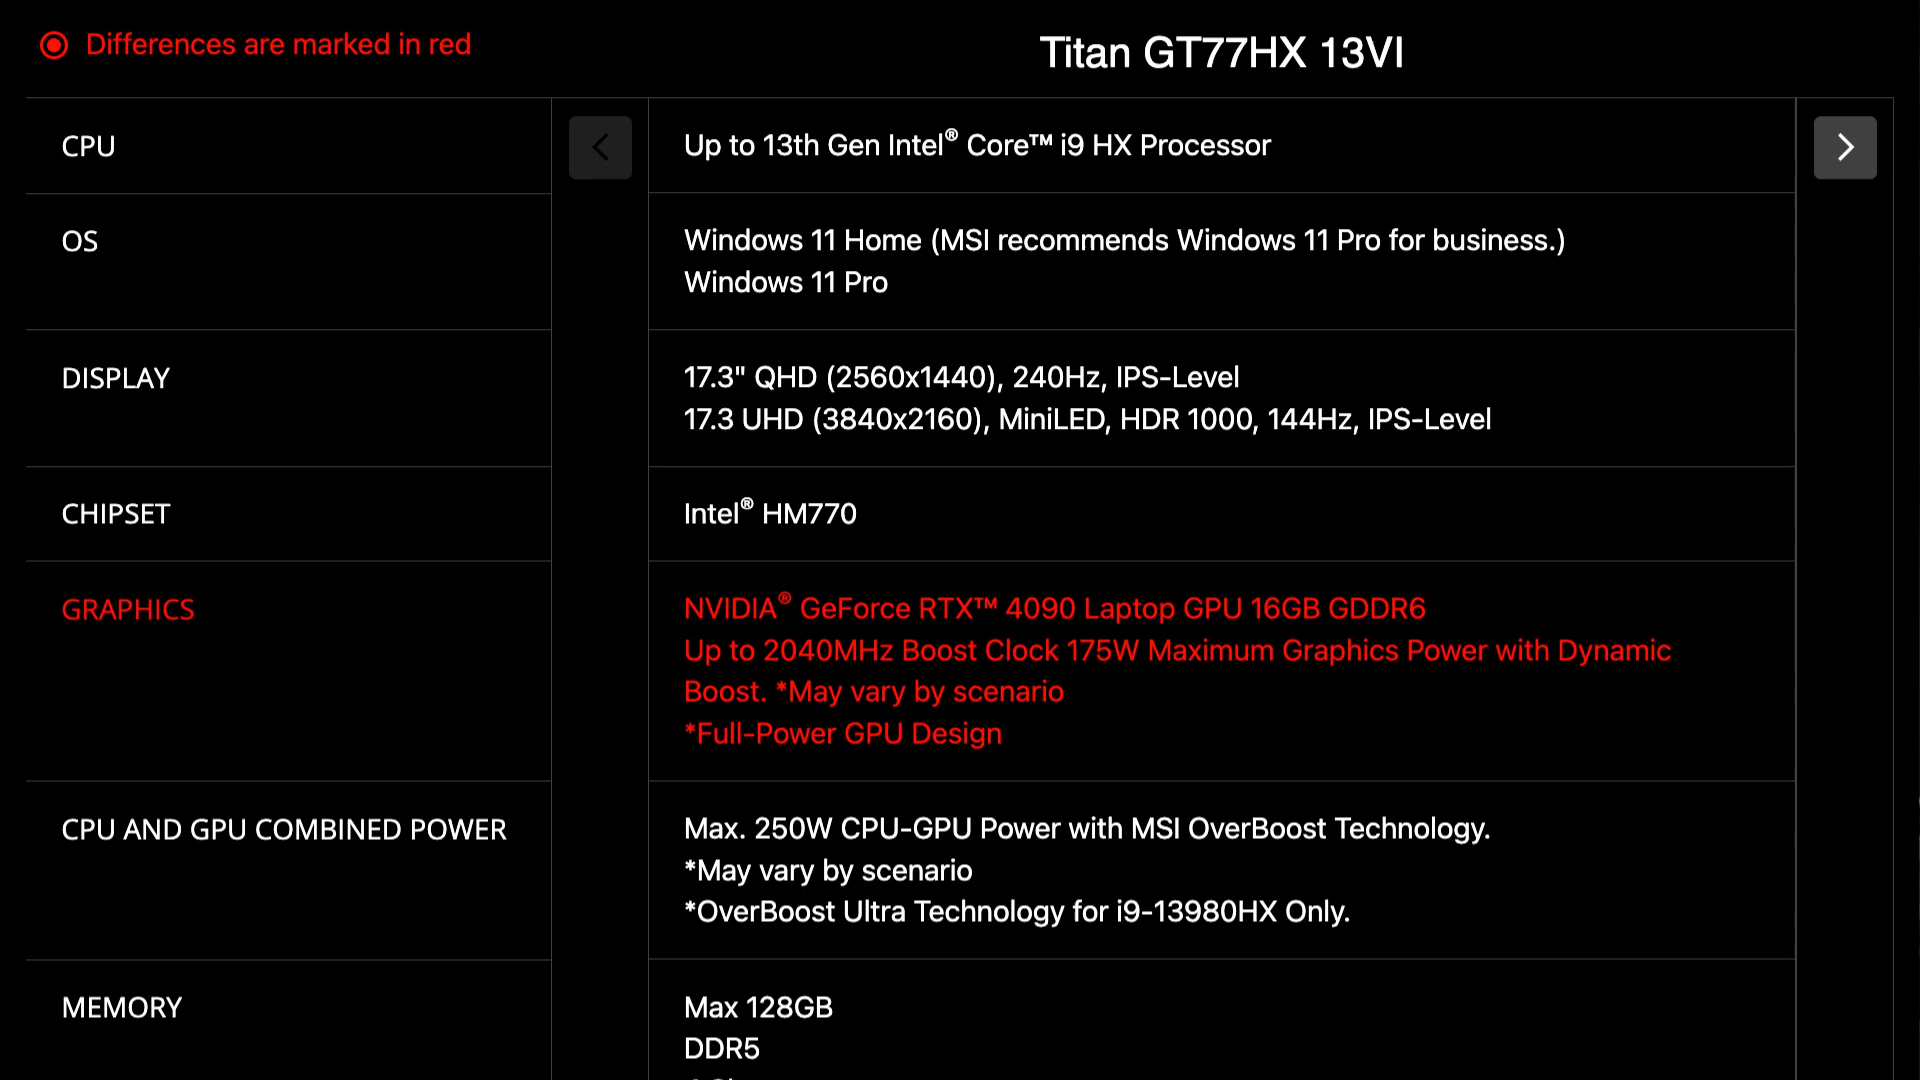 Differences are marked in red
Titan GT77HX 13VI
CPU
Up to 13th Gen Intel® Core™ i9 HX Processor
OS
Windows 11 Home (MSI recommends Windows 11 Pro for business.)
Windows 11 Pro
DISPLAY
17.3" QHD (2560x1440), 240Hz, IPS-Level
17.3 UHD (3840x2160), MiniLED, HDR 1000, 144Hz, IPS-Level
CHIPSET
Intel® HM770
GRAPHICS
NVIDIA® GeForce RTX™ 4090 Laptop GPU 16GB GDDR6
Up to 2040MHz Boost Clock 175W Maximum Graphics Power with Dynamic
Boost. *May vary by scenario
*Full-Power GPU Design
CPU AND GPU COMBINED POWER
Max. 250W CPU-GPU Power with MSI OverBoost Technology.
*May vary by scenario
*OverBoost Ultra Technology for i9-13980HX Only.
MEMORY
Max 128GB
DDR5